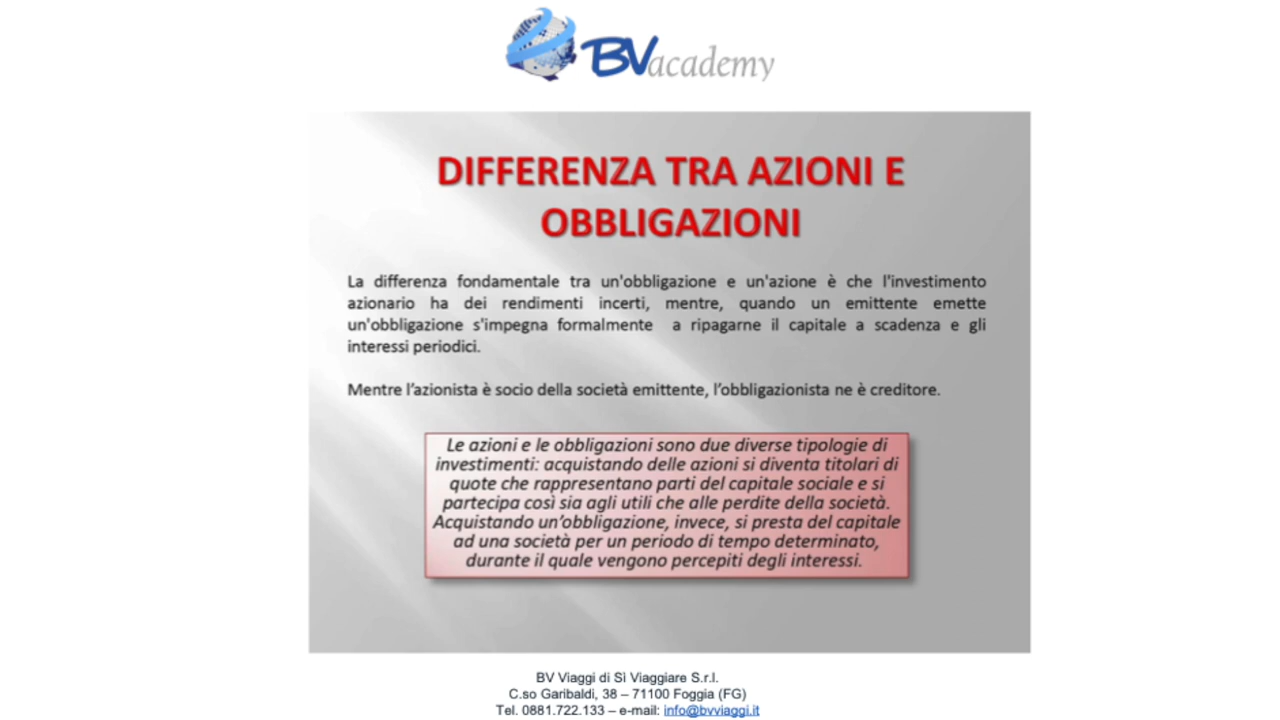 BVacademy
DIFFERENZA TRA AZIONI E
OBBLIGAZIONI
La differenza fondamentale tra un'obbligazione e un'azione è che l'investimento
azionario ha dei rendimenti incerti, mentre, quando un emittente emette
un'obbligazione s'impegna formalmente a ripagarne il capitale a scadenza e gli
interessi periodici.
Mentre l’azionista è socio della società emittente, l’obbligazionista ne è creditore.
Le azioni e le obbligazioni sono due diverse tipologie di
investimenti: acquistando delle azioni si diventa titolari di
quote che rappresentano parti del capitale sociale e si
partecipa così sia agli utili che alle perdite della società.
Acquistando un’obbligazione, invece, si presta del capitale
ad una società per un periodo di tempo determinato,
durante il quale vengono percepiti degli interessi.
BV Viaggi di Sì Viaggiare S.r.l.
C.so Garibaldi, 38 – 71100 Foggia (FG)
Tel. 0881.722.133 – e-mail: info@bvviaggi.it